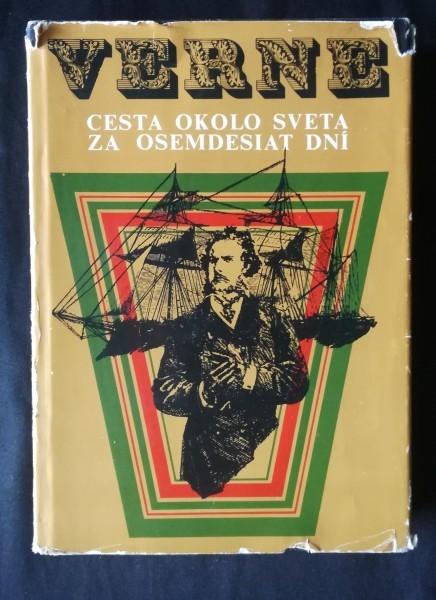 VERNE
CESTA OKOLO SVETA
ZA OSEMDESIAT DNÍ